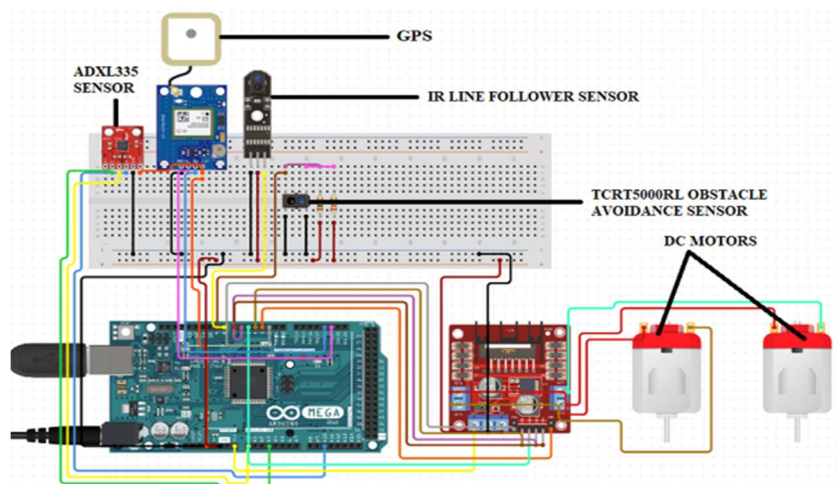 GPS
ADXL335
SENSOR
IR LINE FOLLOWER SENSOR
TCRT5000RL OBSTACLE
AVOIDANCE SENSOR
DC MOTORS
MEGA
ARDUINO